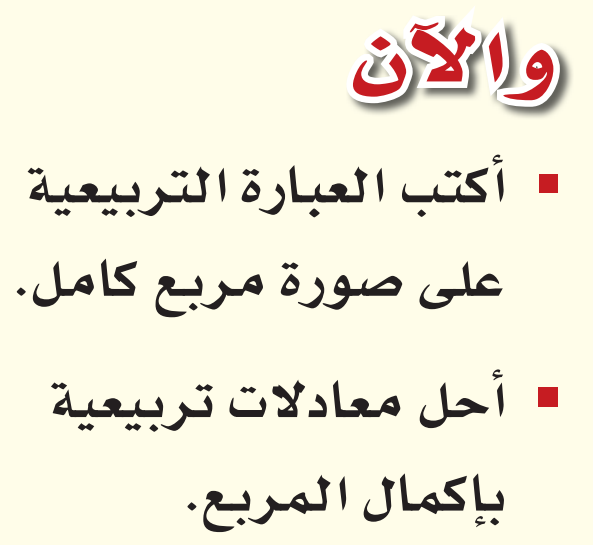 والآن
▪ أكتب العبارة التربيعية
على صورة مربع كامل.
▪ أحل معادلات تربيعية
بإكمال المربع.